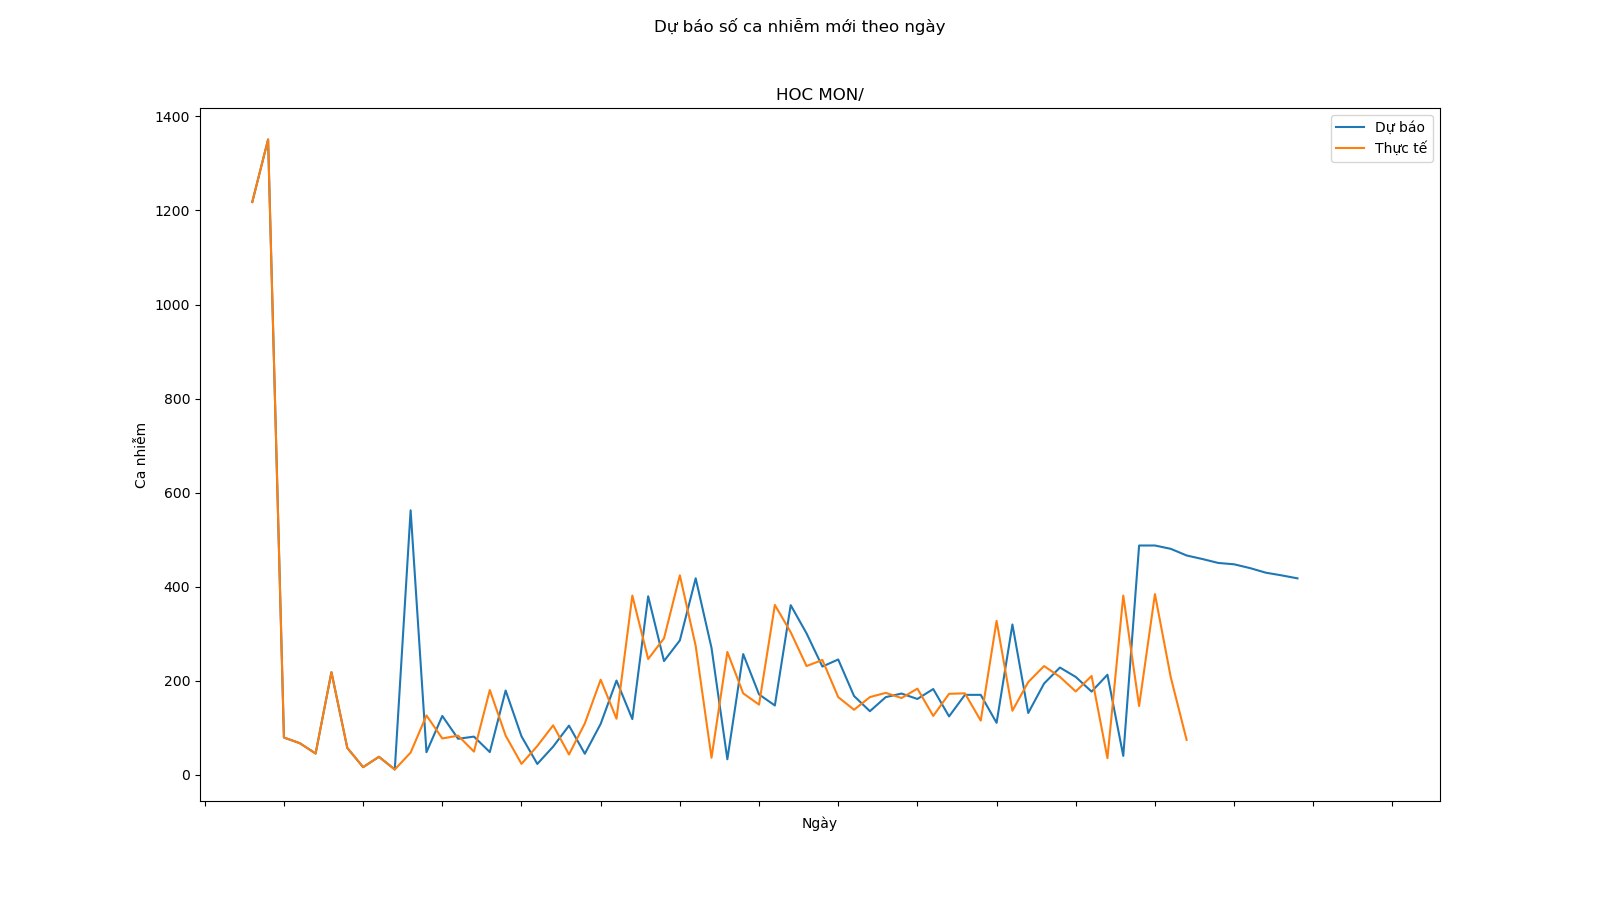 Dự báo số ca nhiễm mới theo ngày
HOC MON/
Dự báo
Thực tế
1400
1200
1000
800
600
400
200
0
Ca nhiễm
Ngày